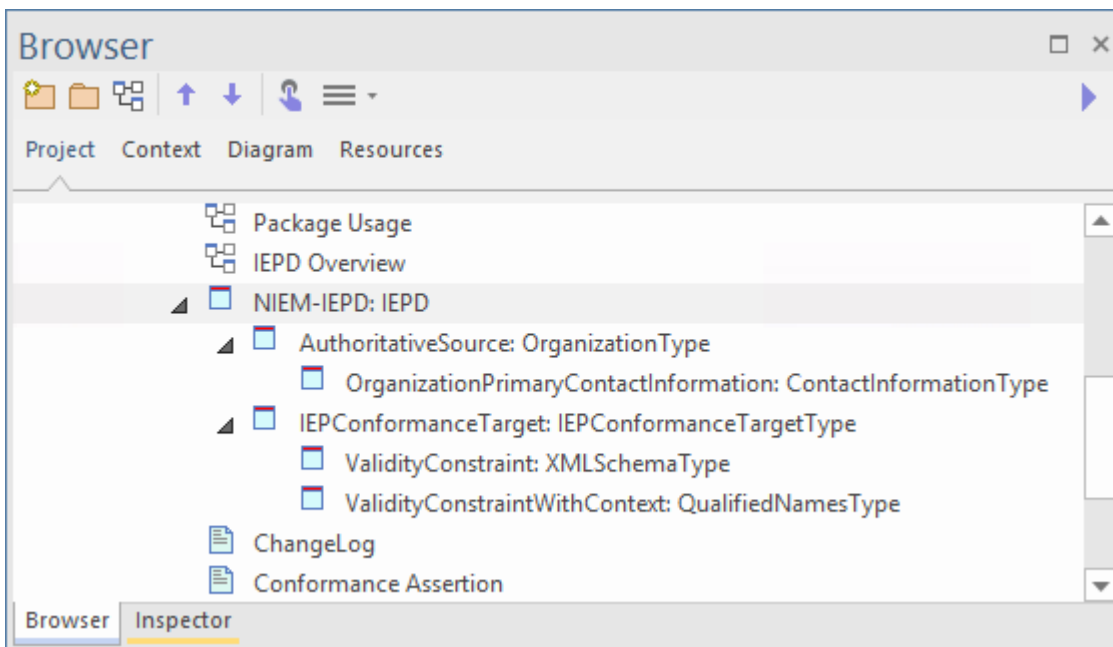 Browser
Project Context Diagram Resources
Package Usage
IEPD Overview
NIEM-IEPD: IEPD
AuthoritativeSource: OrganizationType
OrganizationPrimaryContactInformation: ContactInformationType
IEPConformanceTarget: IEPConformanceTargetType
ValidityConstraint: XMLSchemaType
ValidityConstraintWithContext: QualifiedNamesType
ChangeLog
Conformance Assertion
Browser Inspector